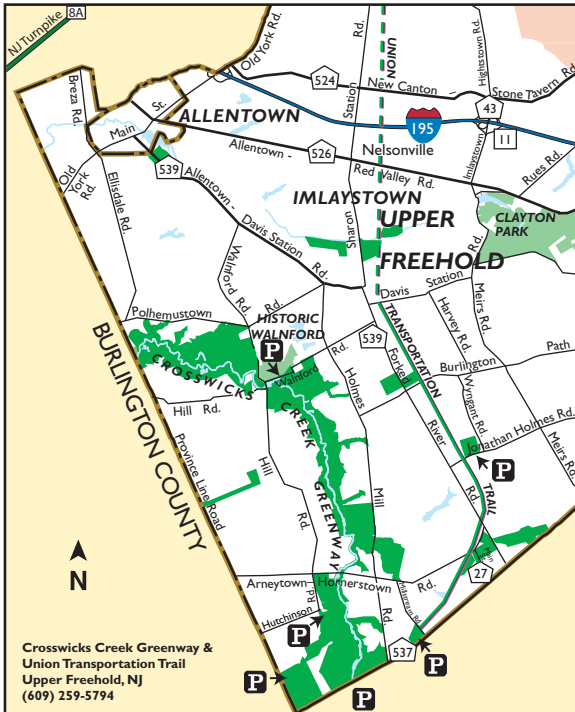 8A
NJ Turnpike
Old York Rd.
524
New Canton -
Stone Tavern Rd.
Hightstown Rd.
UNION
Station
Rd.
43
11
195
Breza Rd.
St.
Main
ALLENTOWN
Allentown -
526
Nelsonville
Red Valley Rd.
Imlaystown
Rues Rd.
Old
York
Rd.
539
Ellisdale Rd.
Allentown -
Davis Station
Rd.
IMLAYSTOWN
UPPER
FREEHOLD
Sharon
CLAYTON
PARK
Walnford Rd.
Rd.
Polhemustown
HISTORIC
WALNFORD
P
Davis
Station
Rd.
TRANSPORTATION
539
Harvey Rd.
Meirs Rd.
Burlington
Path
Forked
River
Rd.
Walnford
Rd.
Holmes
Mill
CROSSWICKS
CREEK
GREENWAY
BURLINGTON COUNTY
Hill Rd.
Province Line Road
Hill
Rd.
Wygant Rd.
Jonathan Holmes Rd.
Meirs Rd.
P
TRAIL
N
Arneytown
Hornerstown
Rd.
27
Hutchinson
Rd.
P
537
P
P
P
Crosswicks Creek Greenway &
Union Transportation Trail
Upper Freehold, NJ
(609) 259-5794